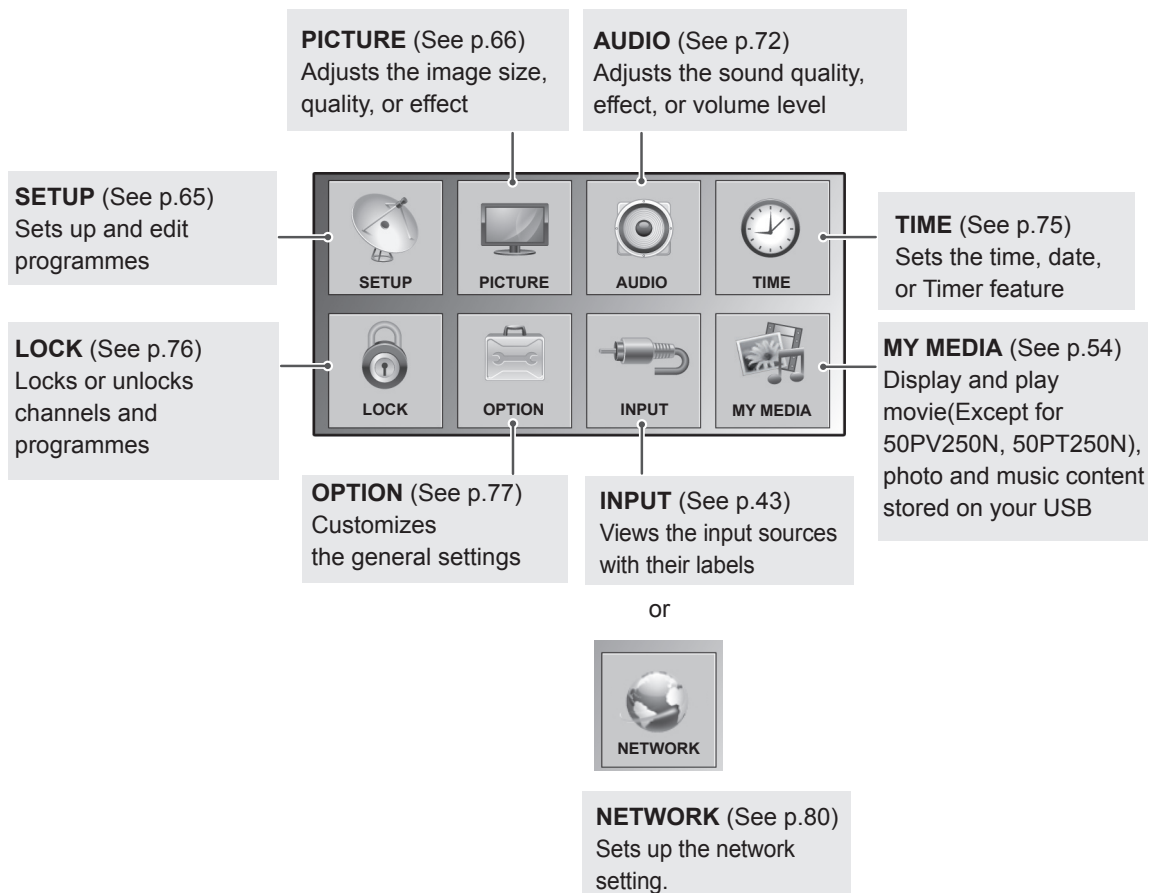 PICTURE (See p.66)
Adjusts the image size,
quality, or effect
AUDIO (See p.72)
Adjusts the sound quality,
effect, or volume level
SETUP (See p.65)
Sets up and edit
programmes
TIME (See p.75)
Sets the time, date,
or Timer feature
SETUP
PICTURE
AUDIO
TIME
LOCK (See p.76)
Locks or unlocks
channels and
programmes
MY MEDIA (See p.54)
Display and play
movie(Except for
50PV250N, 50PT250N),
photo and music content
stored on your USB
LOCK
OPTION
INPUT
MY MEDIA
OPTION (See p.77)
Customizes
the general settings
INPUT (See p.43)
Views the input sources
with their labels
or
NETWORK
NETWORK (See p.80)
Sets up the network
setting.